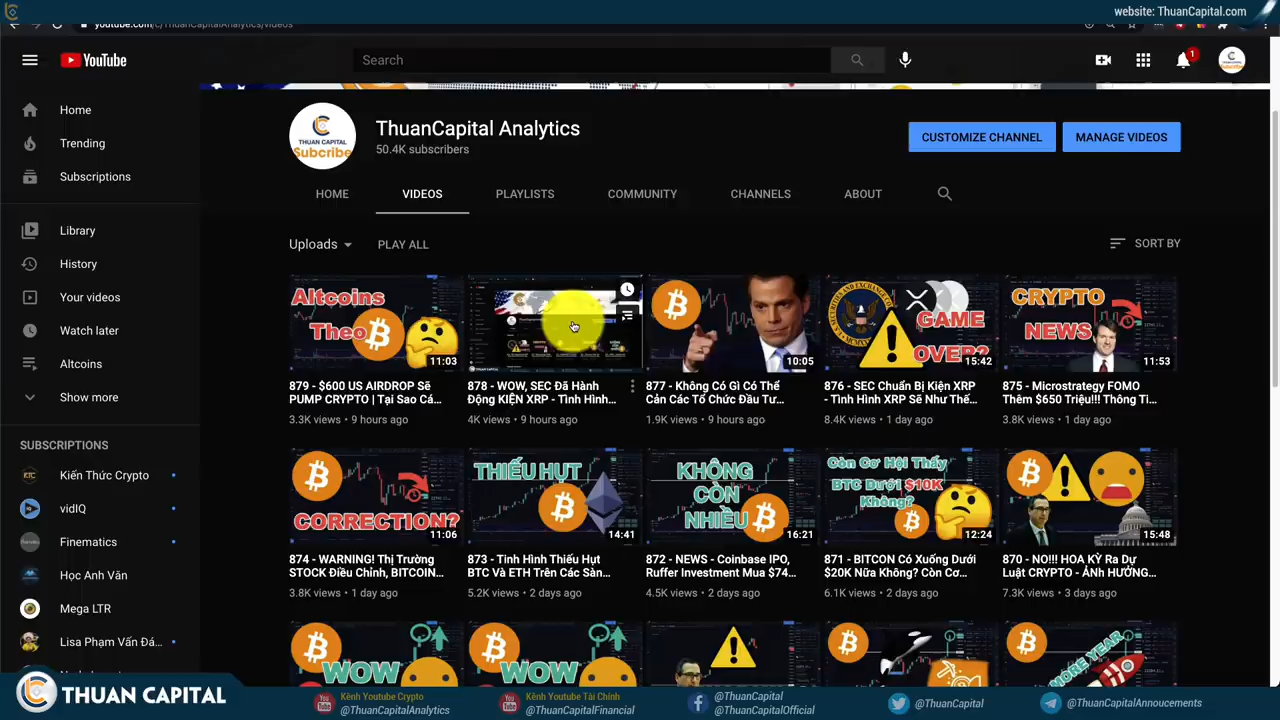 website: ThuanCapital.com
youtube.com/c/ThuanCapitalAnalytics/videos
YouTube
Search
1
Home
Trending
Subscriptions
Library
History
Your videos
Watch later
Altcoins
Show more
SUBSCRIPTIONS
Kiến Thức Crypto
vidIQ
Finematics
Học Anh Văn
Mega LTR
Lisa Phạm Vấn Đá...
THUAN CAPITAL
Subcribe
ThuanCapital Analytics
50.4K subscribers
CUSTOMIZE CHANNEL
MANAGE VIDEOS
HOME
VIDEOS
PLAYLISTS
COMMUNITY
CHANNELS
ABOUT
Uploads
PLAY ALL
SORT BY
Altcoins
Theo
11:03
879 - $600 US AIRDROP Sẽ
PUMP CRYPTO | Tại Sao Cá...
3.3K views • 9 hours ago
878 - WOW, SEC Đã Hành
Động KIỆN XRP - Tình Hình...
4K views • 9 hours ago
10:05
877 - Không Có Gì Có Thể
Cản Các Tổ Chức Đầu Tư...
1.9K views • 9 hours ago
GAME
OVER?
15:42
876 - SEC Chuẩn Bị Kiện XRP
- Tình Hình XRP Sẽ Như Thế...
8.4K views • 1 day ago
CRYPTO
NEWS
11:53
875 - Microstrategy FOMO
Thêm $650 Triệu!!! Thông Ti...
3.8K views • 1 day ago
CORRECTION?
11:06
874 - WARNING! Thị Trường
STOCK Điều Chỉnh, BITCOIN...
3.8K views • 1 day ago
THIẾU HỤT
14:41
873 - Tình Hình Thiếu Hụt
BTC Và ETH Trên Các Sàn...
5.2K views • 2 days ago
KHÔNG
CÒN
NHIỀU
16:21
872 - NEWS - Coinbase IPO,
Ruffer Investment Mua $74...
4.5K views • 2 days ago
Còn Cơ Hội Thấy
BTC Dưới $10K
Không?
12:24
871 - BITCON Có Xuống Dưới
$20K Nữa Không? Còn Cơ...
6.1K views • 2 days ago
15:48
870 - NO!!! HOA KỲ Ra Dự
Luật CRYPTO - ẢNH HƯỞNG...
7.3K views • 3 days ago
WOW
WOW
MORE YEAR
THUAN CAPITAL
Kênh Youtube Crypto
@ThuanCapitalAnalytics
Kênh Youtube Tài Chính
@ThuanCapitalFinancial
@ThuanCapital
@ThuanCapitalOfficial
@ThuanCapital
@ThuanCapitalAnnoucements